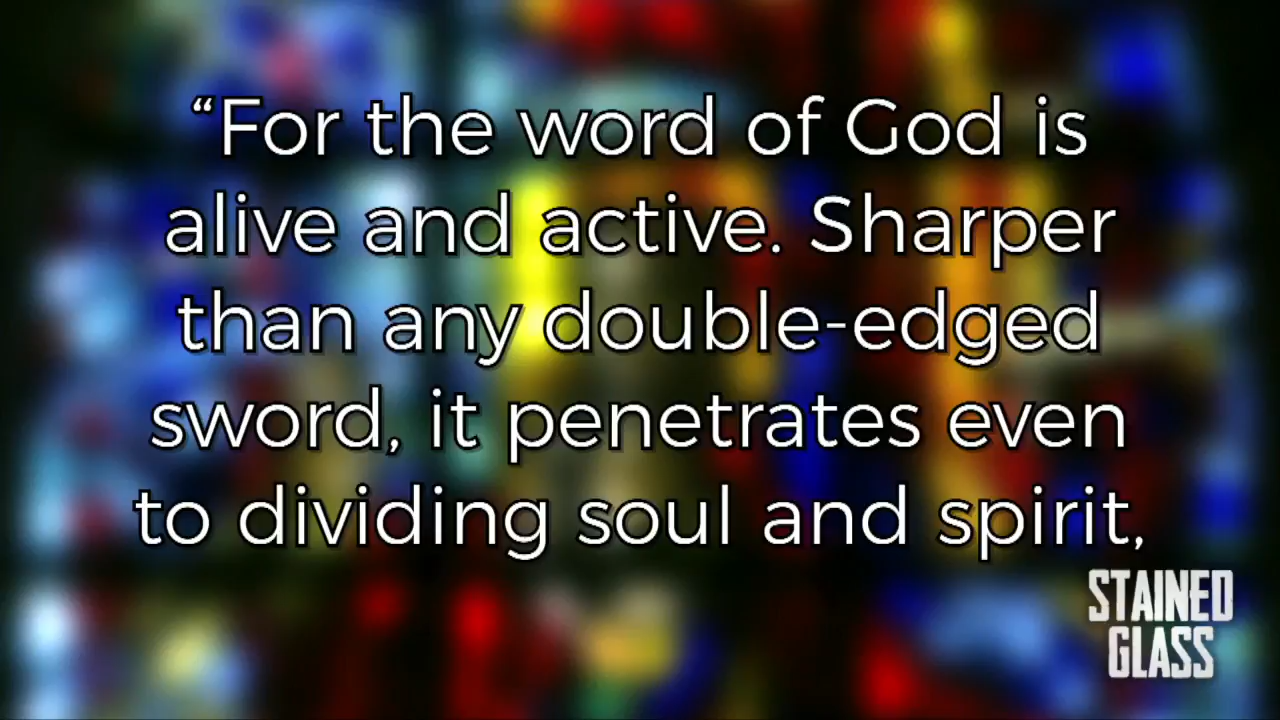 “For the word of God is
alive and active. Sharper
than any double-edged
sword, it penetrates even
to dividing soul and spirit,
STAINED
GLASS